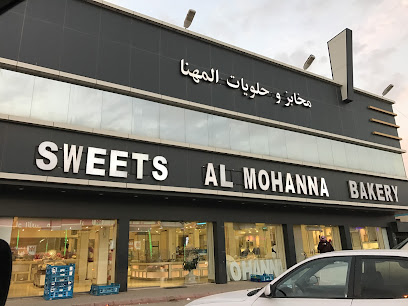 مخابز و حلويات المهنا
SWEETS AL MOHANNA BAKERY